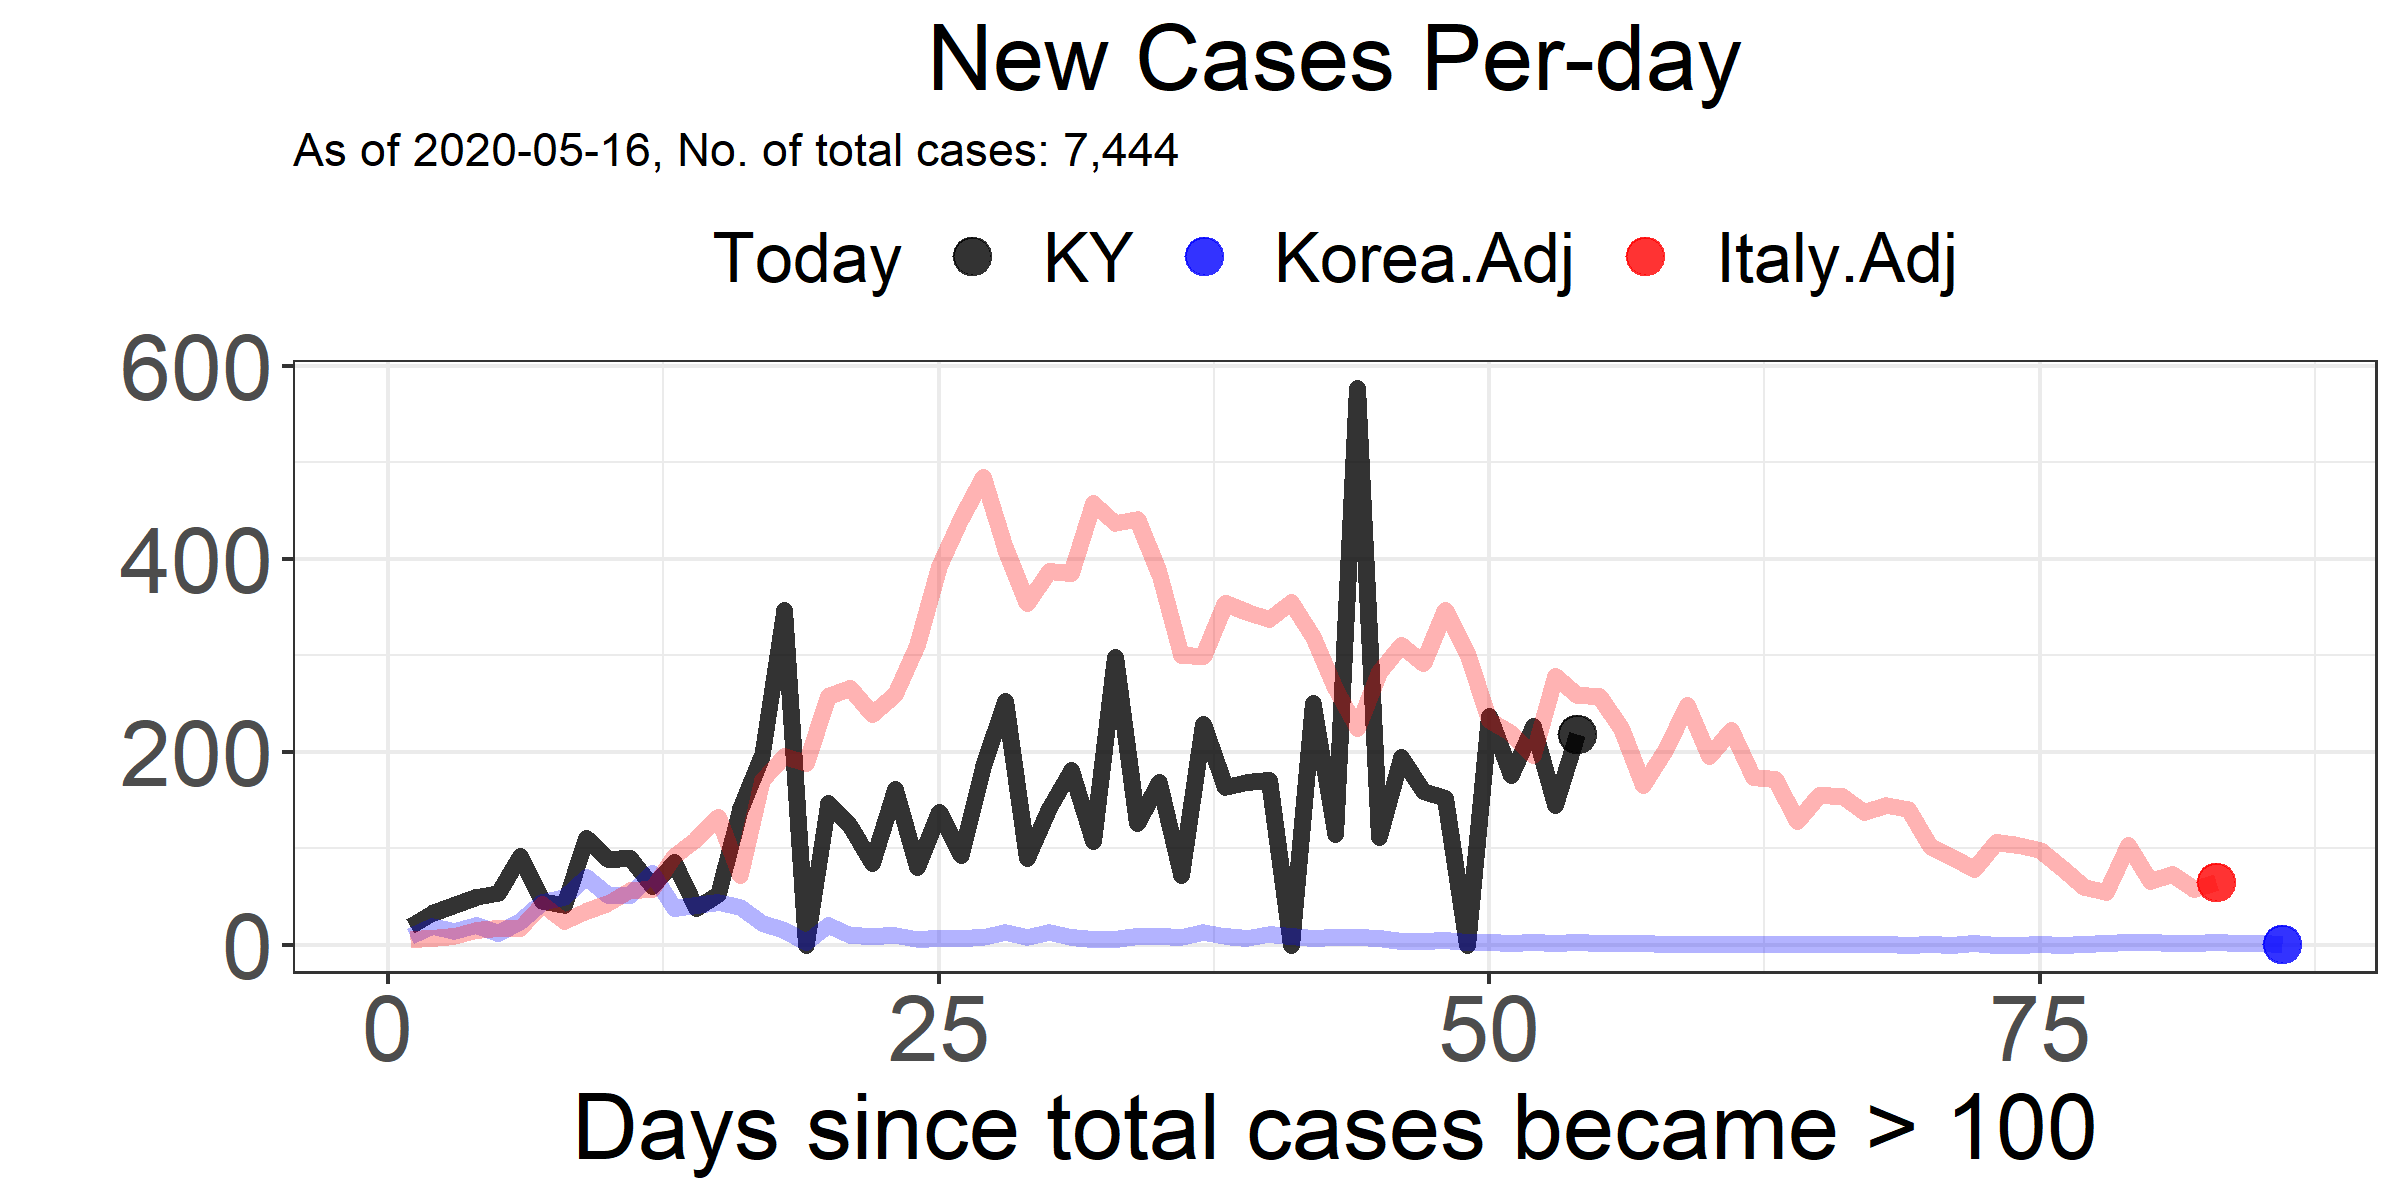 New Cases Per-day
As of 2020-05-16, No. of total cases: 7,444
Today KY Korea.Adj Italy.Adj
600
400
200
0
0 25 50 75
Days since total cases became > 100